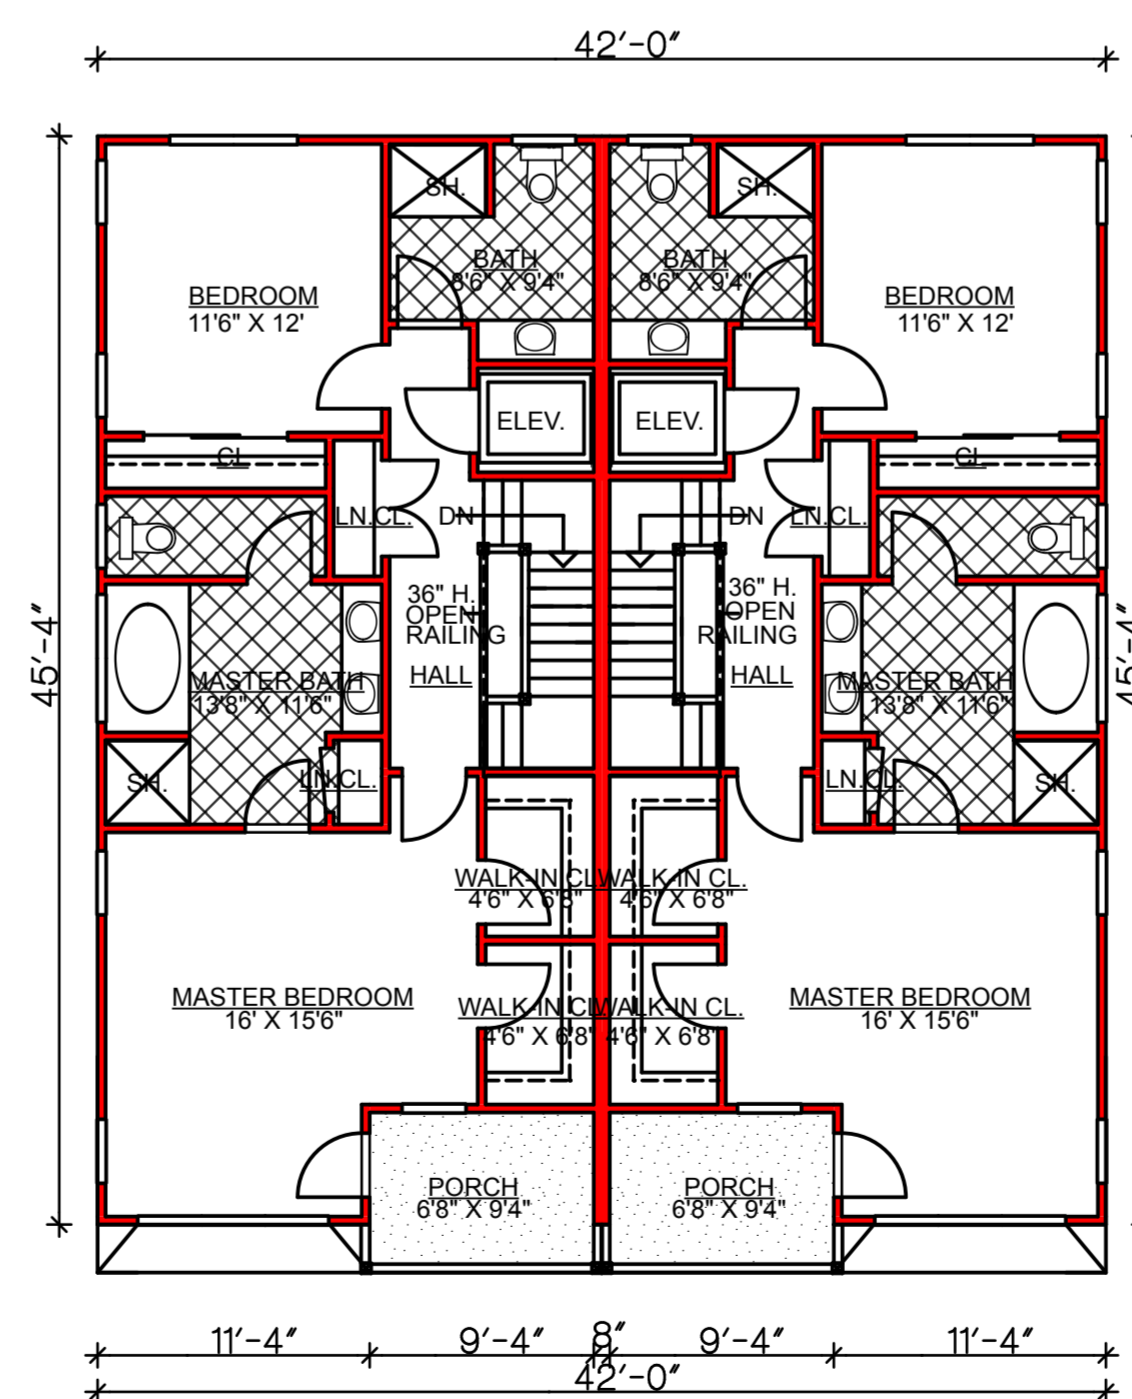 42'-0"
SH.
SH.
BATH
8'6" X 9'4"
BATH
8'6" X 9'4"
BEDROOM
11'6" X 12'
BEDROOM
11'6" X 12'
ELEV.
ELEV.
CL
CL
LN.CL.
DN
DN
LN.CL.
36" H.
OPEN
RAILING
36" H.
OPEN
RAILING
45'-4"
45'-4"
HALL
HALL
MASTER BATH
13'8" X 11'6"
MASTER BATH
13'8" X 11'6"
SH.
LN.CL.
LN.CL.
SH.
WALK-IN CL.
4'6" X 6'8"
WALK-IN CL.
4'6" X 6'8"
MASTER BEDROOM
16' X 15'6"
WALK-IN CL.
4'6" X 6'8"
WALK-IN CL.
4'6" X 6'8"
MASTER BEDROOM
16' X 15'6"
PORCH
6'8" X 9'4"
PORCH
6'8" X 9'4"
11'-4"
9'-4"
8"
9'-4"
11'-4"
42'-0"